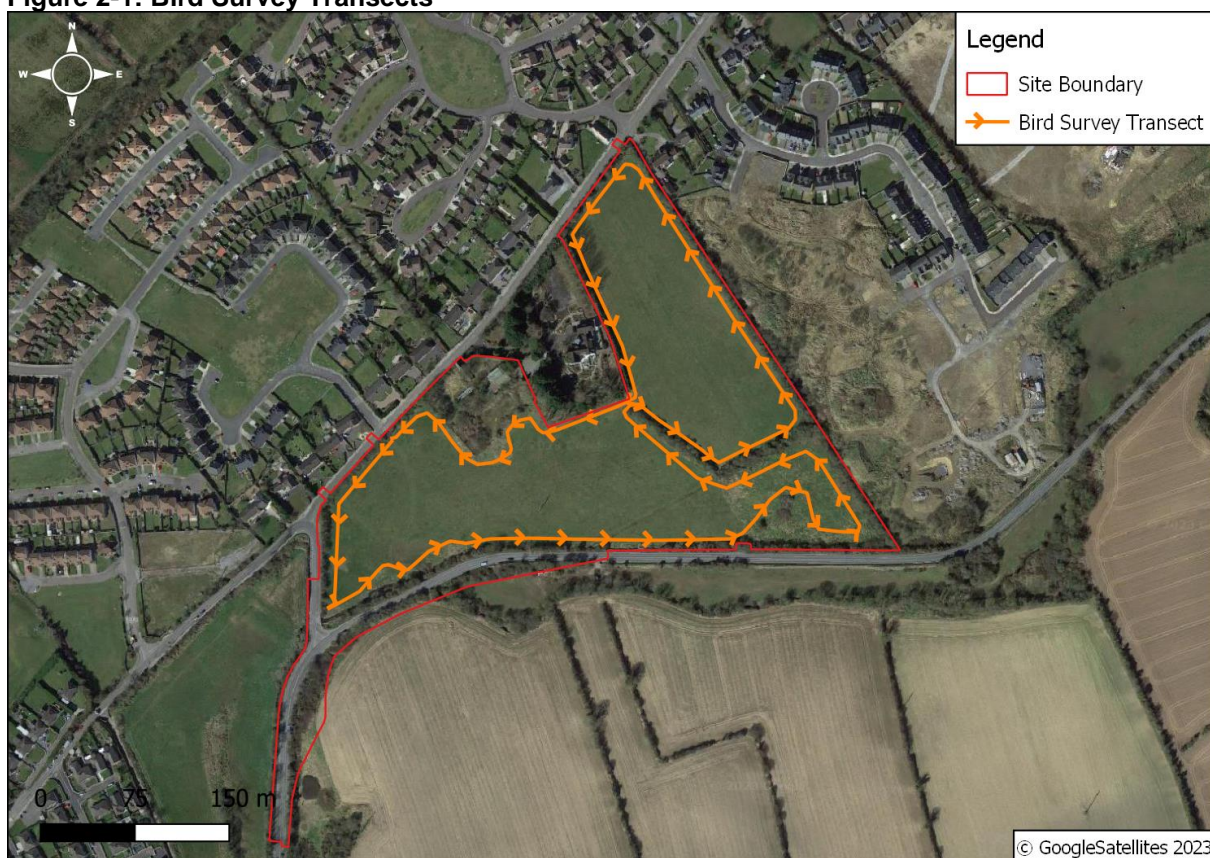 Figure 2-1: Bird Survey Transects
N
W E
S
Legend
Site Boundary
Bird Survey Transect
0 75 150 m
© GoogleSatellites 2023